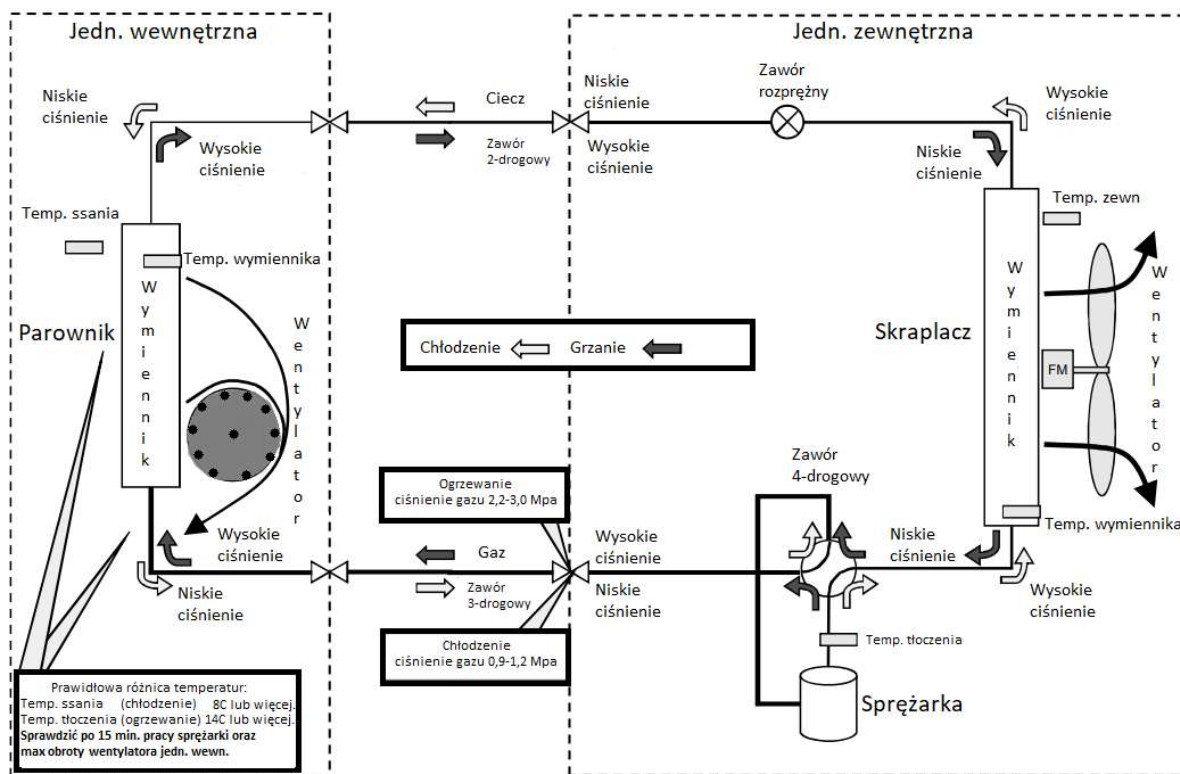 Jedn. wewnętrzna
Jedn. zewnętrzna
Niskie
ciśnienie
Wysokie
ciśnienie
Ciecz
Zawór
2-drogowy
Niskie
ciśnienie
Wysokie
ciśnienie
Zawór
rozprężny
Wysokie
ciśnienie
Niskie
ciśnienie
Temp. ssania
Temp. wymiennika
Parownik
Wymiennik
Wentylator
Chłodzenie
Grzanie
Skraplacz
Wymiennik
Temp. zewn
FM
Wentylator
Temp. wymiennika
Zawór
4-drogowy
Ogrzewanie
ciśnienie gazu 2,2-3,0 Mpa
Wysokie
ciśnienie
Niskie
ciśnienie
Gaz
Zawór
3-drogowy
Wysokie
ciśnienie
Niskie
ciśnienie
Niskie
ciśnienie
Wysokie
ciśnienie
Chłodzenie
ciśnienie gazu 0,9-1,2 Mpa
Temp. tłoczenia
Sprężarka
Prawidłowa różnica temperatur:
Temp. ssania (chłodzenie) 8C lub więcej.
Temp. tłoczenia (ogrzewanie) 14C lub więcej.
Sprawdzić po 15 min. pracy sprężarki oraz
max obroty wentylatora jedn. wewn.